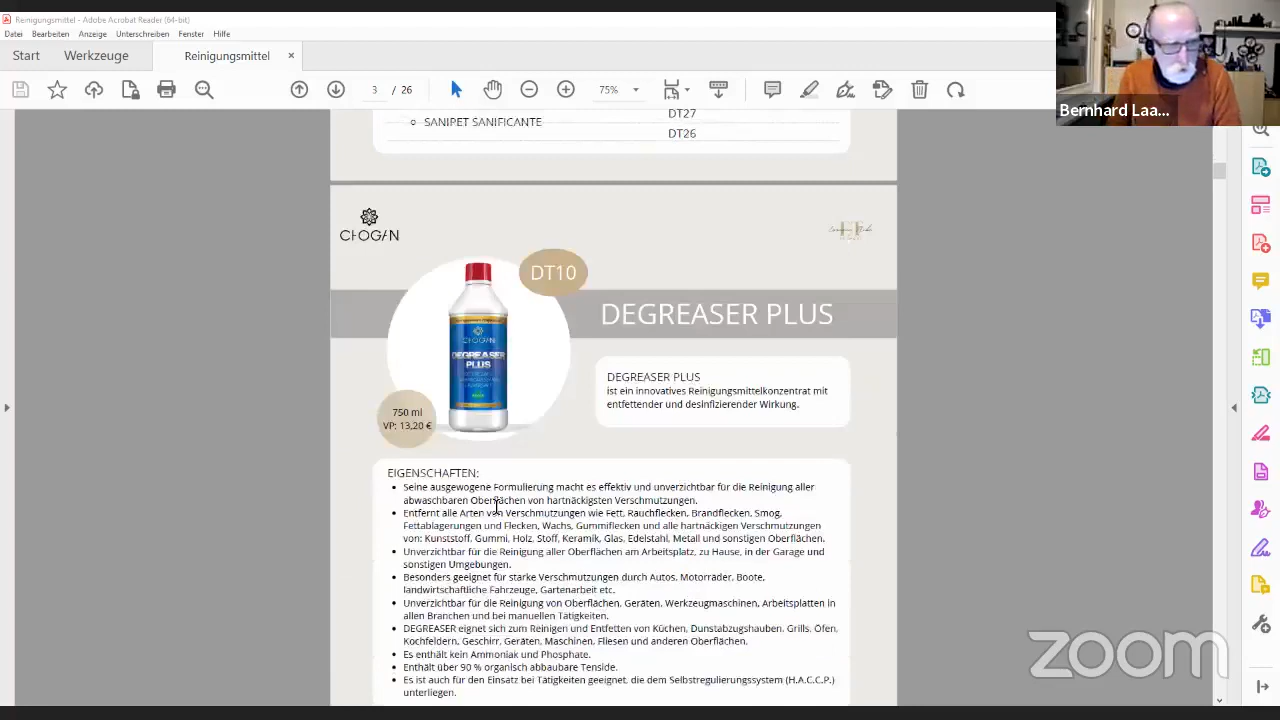 Reinigungsmittel - Adobe Acrobat Reader (64-bit)
Datei Bearbeiten Anzeige Unterschreiben Fenster Hilfe
Start Werkzeuge Reinigungsmittel ×
3 / 26 75%
Bernhard Laa...
DT27
SANIPET SANIFICANTE
DT26
CHOGAN
DT10
DEGREASER PLUS
CHOGAN
DEGREASER
PLUS
DEGREASER PLUS
ist ein innovatives Reinigungsmittelkonzentrat mit
entfettender und desinfizierender Wirkung.
750 ml
VP: 13,20 €
EIGENSCHAFTEN:
• Seine ausgewogene Formulierung macht es effektiv und unverzichtbar für die Reinigung aller
abwaschbaren Oberflächen von hartnäckigsten Verschmutzungen.
• Entfernt alle Arten von Verschmutzungen wie Fett, Rauchflecken, Brandflecken, Smog,
Fettablagerungen und Flecken, Wachs, Gummiflecken und alle hartnäckigen Verschmutzungen
von: Kunststoff, Gummi, Holz, Stoff, Keramik, Glas, Edelstahl, Metall und sonstigen Oberflächen.
• Unverzichtbar für die Reinigung aller Oberflächen am Arbeitsplatz, zu Hause, in der Garage und
sonstigen Umgebungen.
• Besonders geeignet für starke Verschmutzungen durch Autos, Motorräder, Boote,
landwirtschaftliche Fahrzeuge, Gartenarbeit etc.
• Unverzichtbar für die Reinigung von Oberflächen, Geräten, Werkzeugmaschinen, Arbeitsplatten in
allen Branchen und bei manuellen Tätigkeiten.
• DEGREASER eignet sich zum Reinigen und Entfetten von Küchen, Dunstabzugshauben, Grills, Öfen,
Kochfeldern, Geschirr, Geräten, Maschinen, Fliesen und anderen Oberflächen.
• Es enthält kein Ammoniak und Phosphate.
• Enthält über 90 % organisch abbaubare Tenside.
• Es ist auch für den Einsatz bei Tätigkeiten geeignet, die dem Selbstregulierungssystem (H.A.C.C.P.)
unterliegen.
zoom